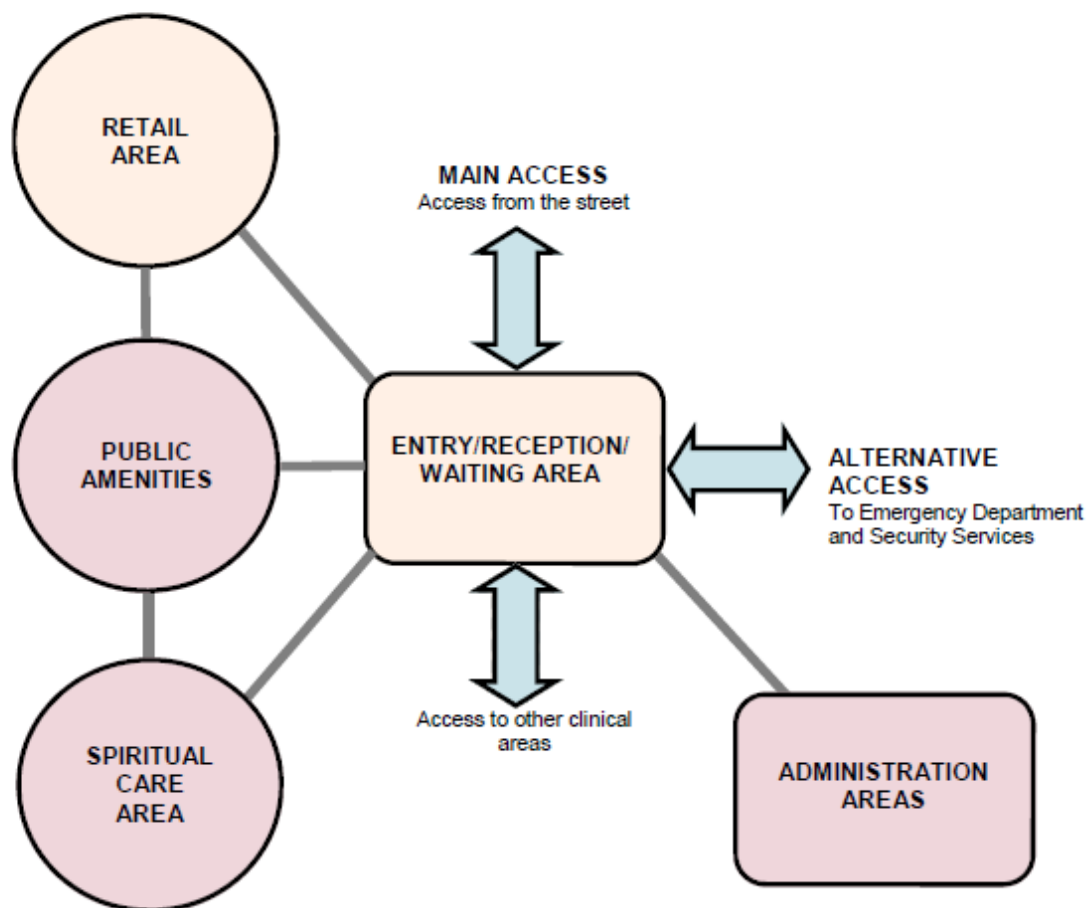 RETAIL
AREA
MAIN ACCESS
Access from the street
PUBLIC
AMENITIES
ENTRY/RECEPTION/
WAITING AREA
ALTERNATIVE
ACCESS
To Emergency Department
and Security Services
SPIRITUAL
CARE
AREA
Access to other clinical
areas
ADMINISTRATION
AREAS